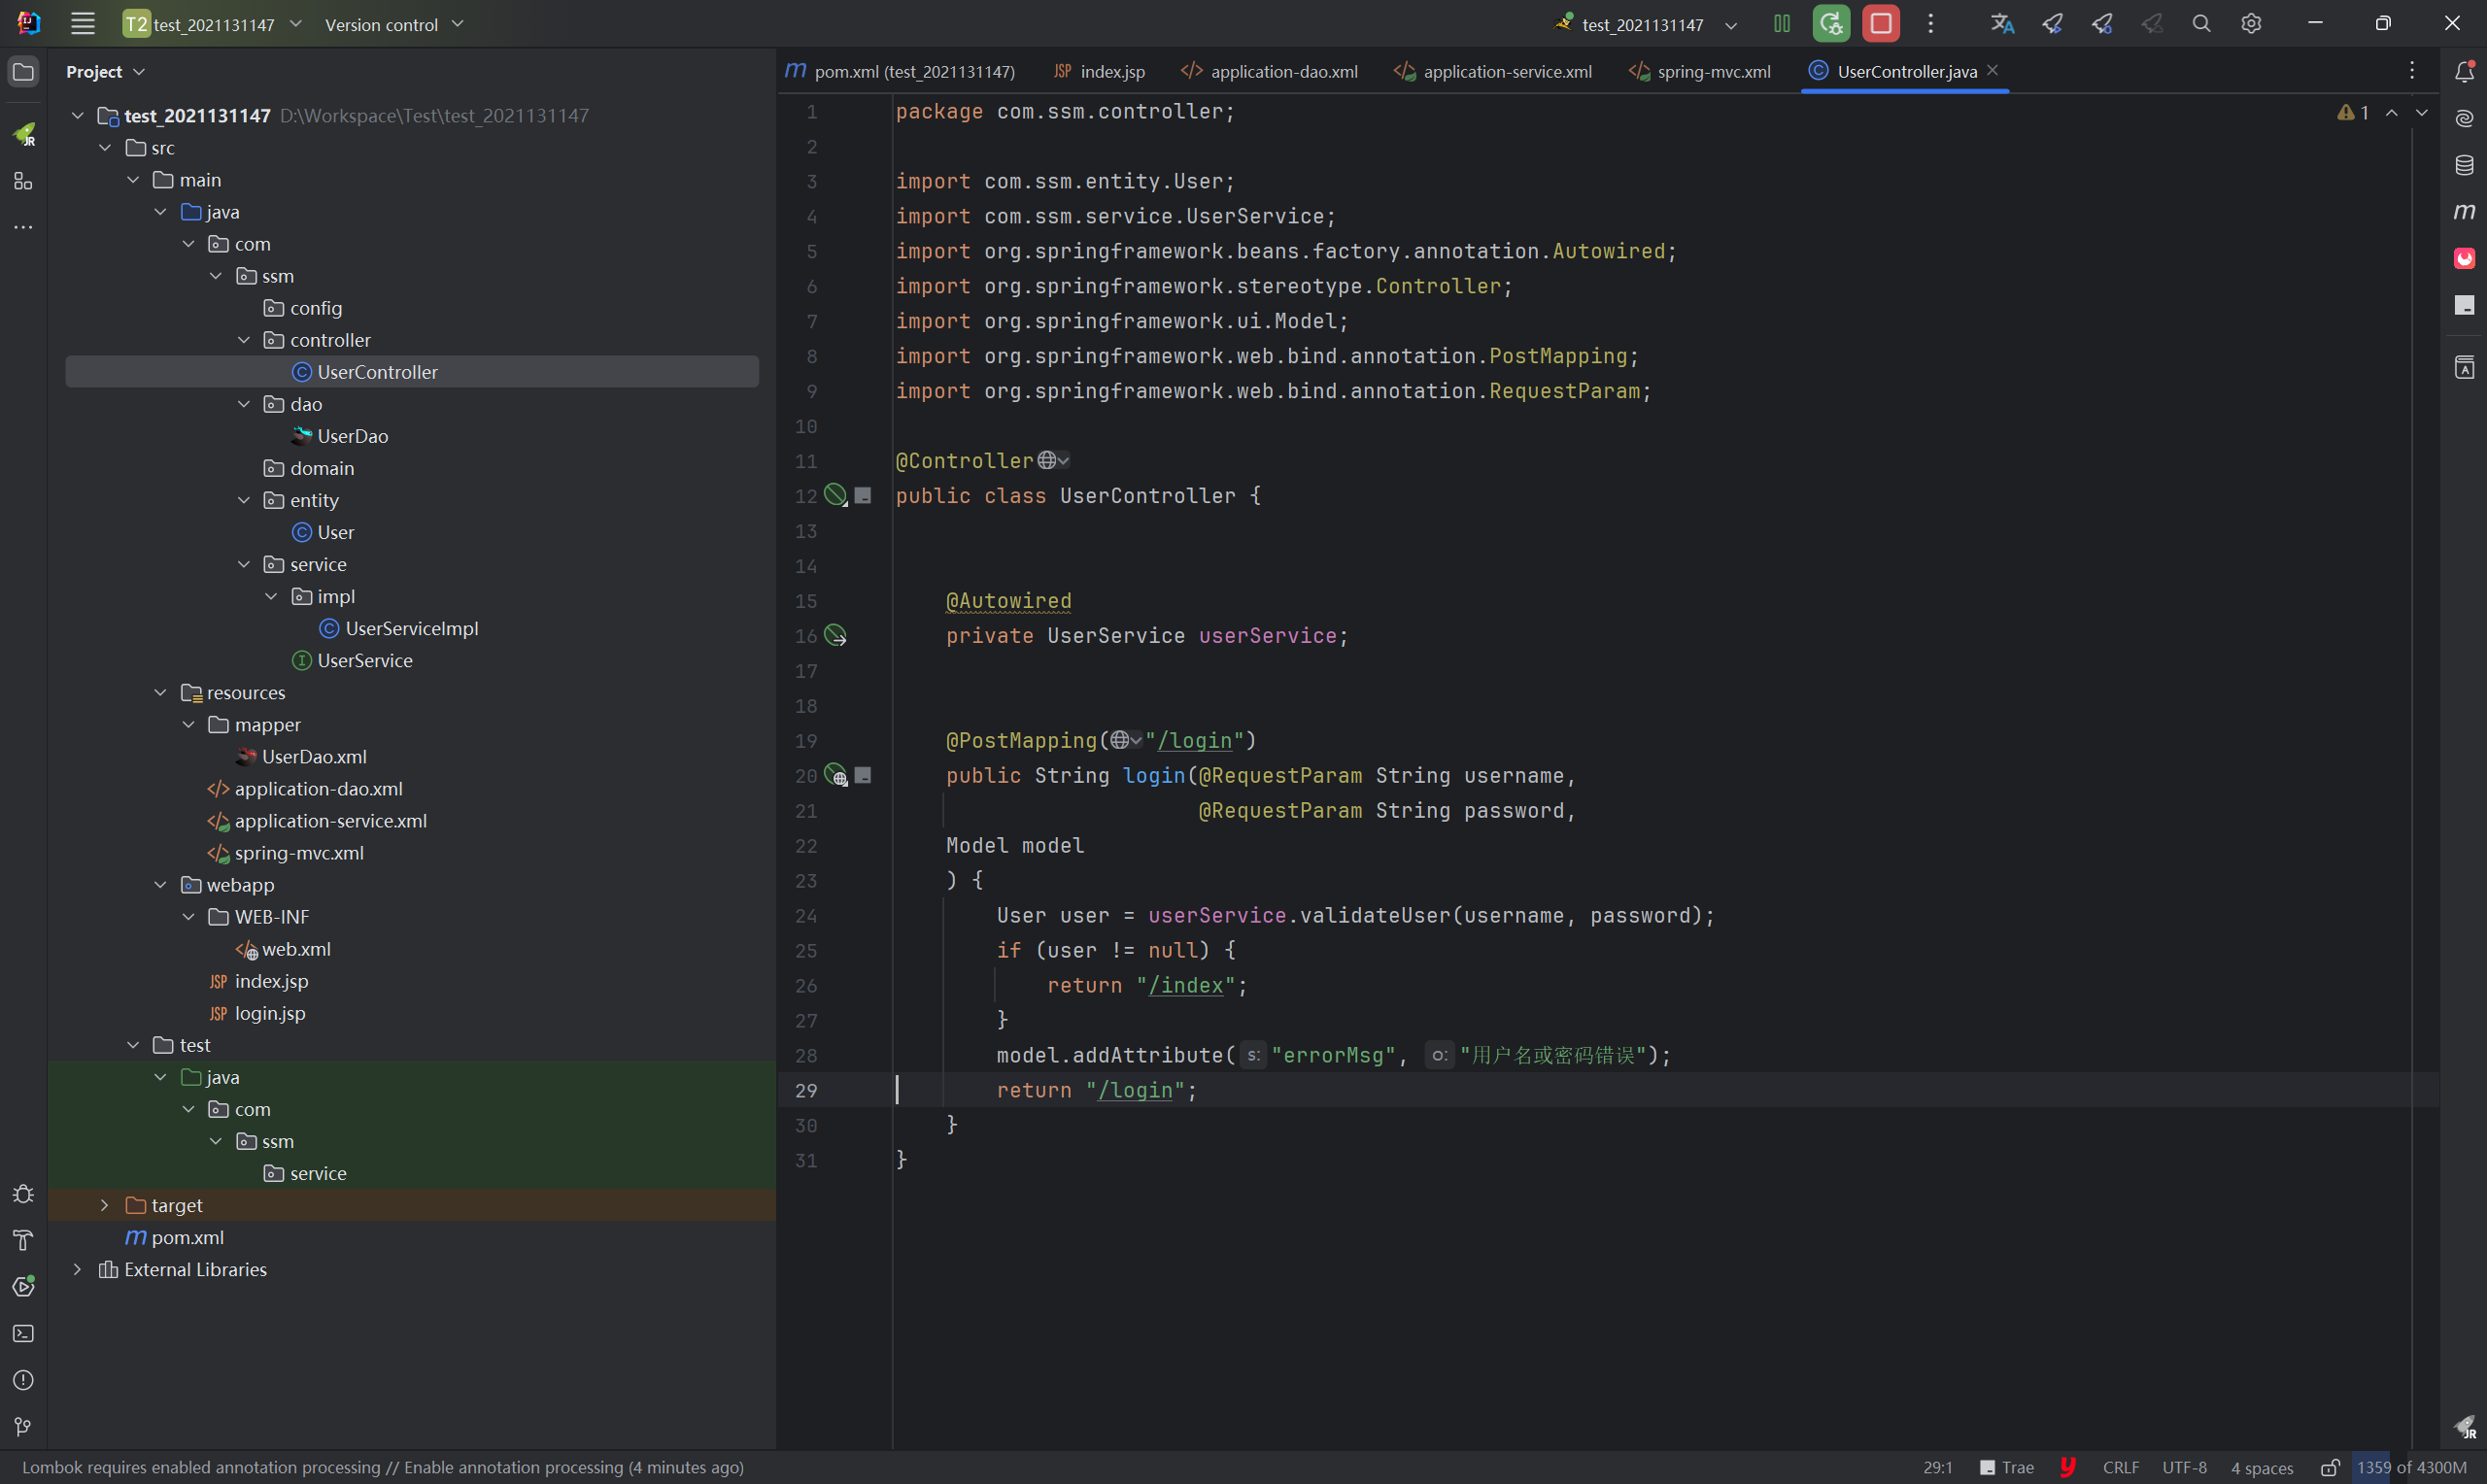 T2 test_2021131147 Version control test_2021131147
Project
test_2021131147 D:\Workspace\Test\test_2021131147
src
main
java
com
ssm
config
controller
UserController
dao
UserDao
domain
entity
User
service
impl
UserServiceImpl
UserService
resources
mapper
UserDao.xml
application-dao.xml
application-service.xml
spring-mvc.xml
webapp
WEB-INF
web.xml
JSP index.jsp
JSP login.jsp
test
java
com
ssm
service
target
m pom.xml
External Libraries
m pom.xml (test_2021131147) JSP index.jsp application-dao.xml application-service.xml spring-mvc.xml UserController.java
1 package com.ssm.controller;
1
2
3 import com.ssm.entity.User;
4 import com.ssm.service.UserService;
5 import org.springframework.beans.factory.annotation.Autowired;
6 import org.springframework.stereotype.Controller;
7 import org.springframework.ui.Model;
8 import org.springframework.web.bind.annotation.PostMapping;
9 import org.springframework.web.bind.annotation.RequestParam;
10
11 @Controller
12 public class UserController {
13
14
15 @Autowired
16 private UserService userService;
17
18
19 @PostMapping("/login")
20 public String login(@RequestParam String username,
21 @RequestParam String password,
22 Model model
23 ) {
24 User user = userService.validateUser(username, password);
25 if (user != null) {
26 return "/index";
27 }
28 model.addAttribute( s: "errorMsg", o: "用户名或密码错误");
29 return "/login";
30 }
31 }
Lombok requires enabled annotation processing // Enable annotation processing (4 minutes ago) 29:1 Trae y CRLF UTF-8 4 spaces 1359 of 4300M